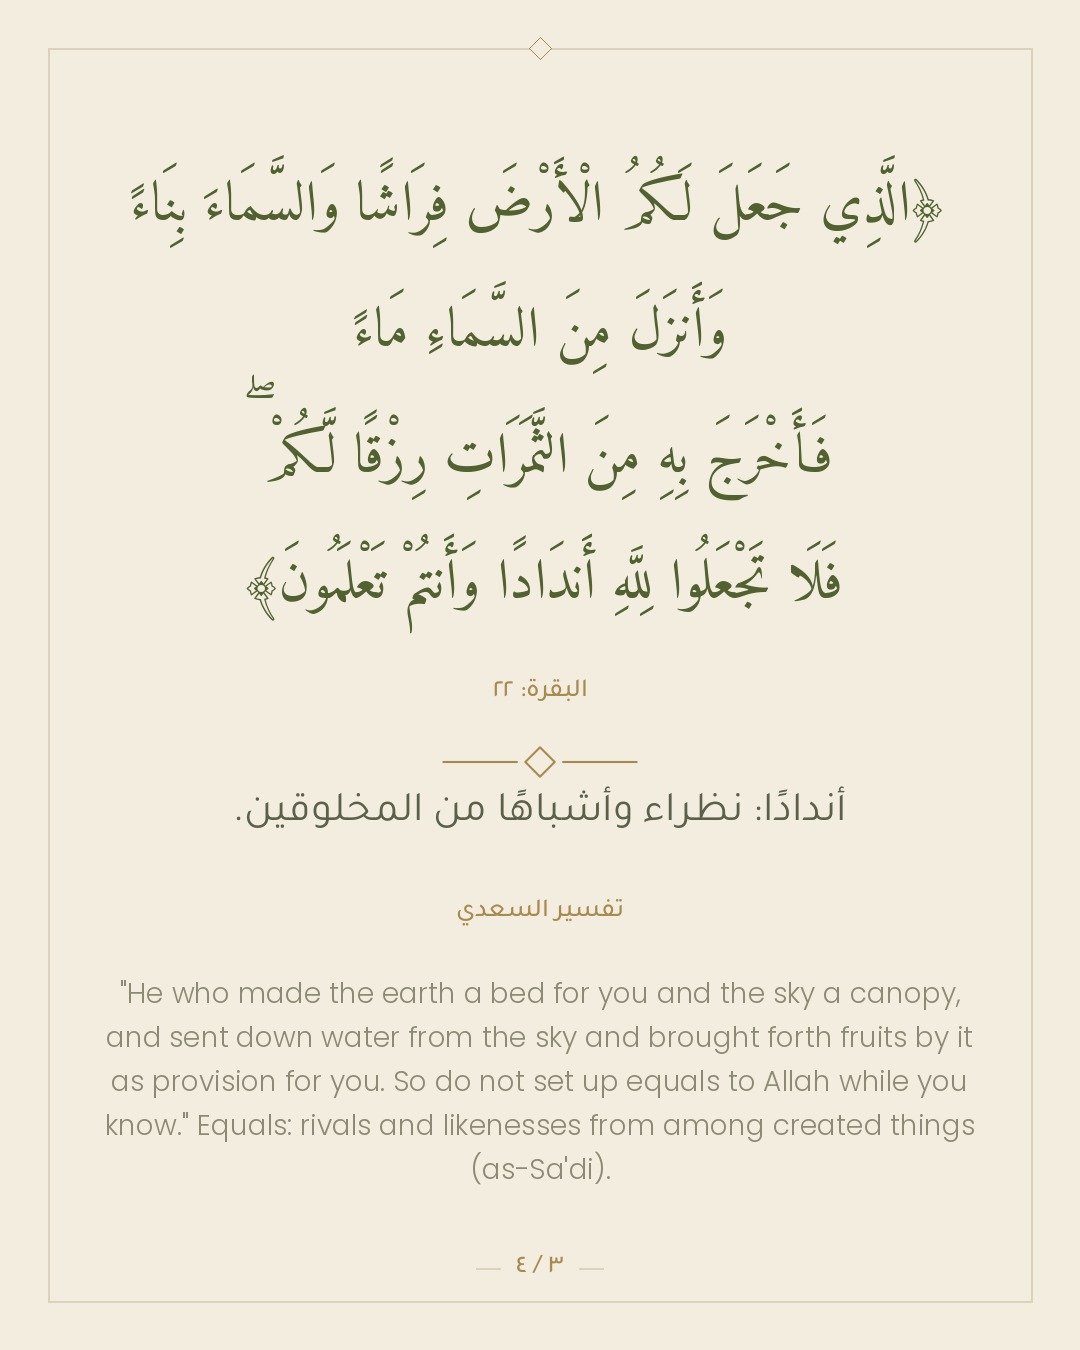 ﴿الَّذِي جَعَلَ لَكُمُ الْأَرْضَ فِرَاشًا وَالسَّمَاءَ بِنَاءً
وَأَنزَلَ مِنَ السَّمَاءِ مَاءً
فَأَخْرَجَ بِهِ مِنَ الثَّمَرَاتِ رِزْقًا لَّكُمْ ۖ
فَلَا تَجْعَلُوا لِلَّهِ أَندَادًا وَأَنتُمْ تَعْلَمُونَ﴾
البقرة: ٢٢
أندادًا: نظراء وأشباهًا من المخلوقين.
تفسير السعدي
"He who made the earth a bed for you and the sky a canopy,
and sent down water from the sky and brought forth fruits by it
as provision for you. So do not set up equals to Allah while you
know." Equals: rivals and likenesses from among created things
(as-Sa'di).
٣ / ٤